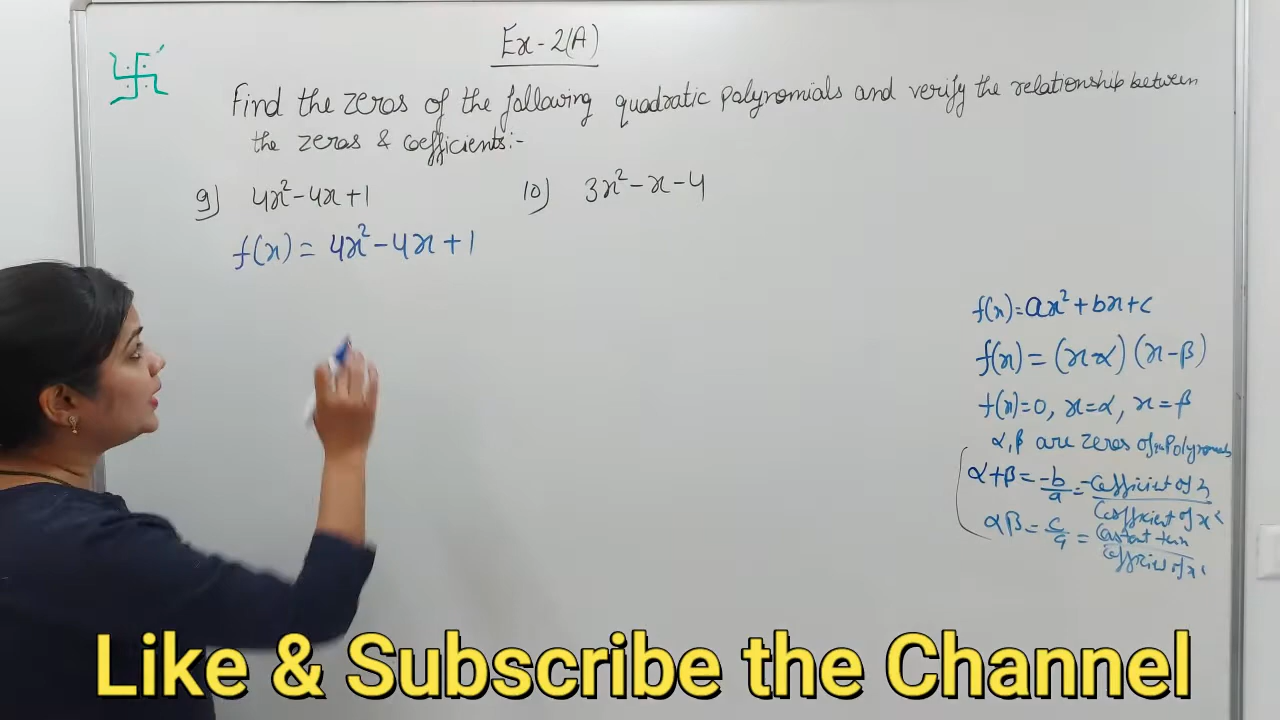 Ex-2(A)
Find the zeros of the following quadratic polynomials and verify the relationship between
the zeros & coefficients:-
9) 4x²-4x+1
10) 3x²-x-4
f(x) = 4x²-4x+1
f(x)=ax²+bx+c
f(x) = (x-α) (x-β)
f(x)=0, x=α, x=β
α,β are zeros of Polynomials
α+β = -b/a = -Coefficient of x / Coefficient of x²
αβ = c/a = Constant term / Coefficient of x²
Like & Subscribe the Channel